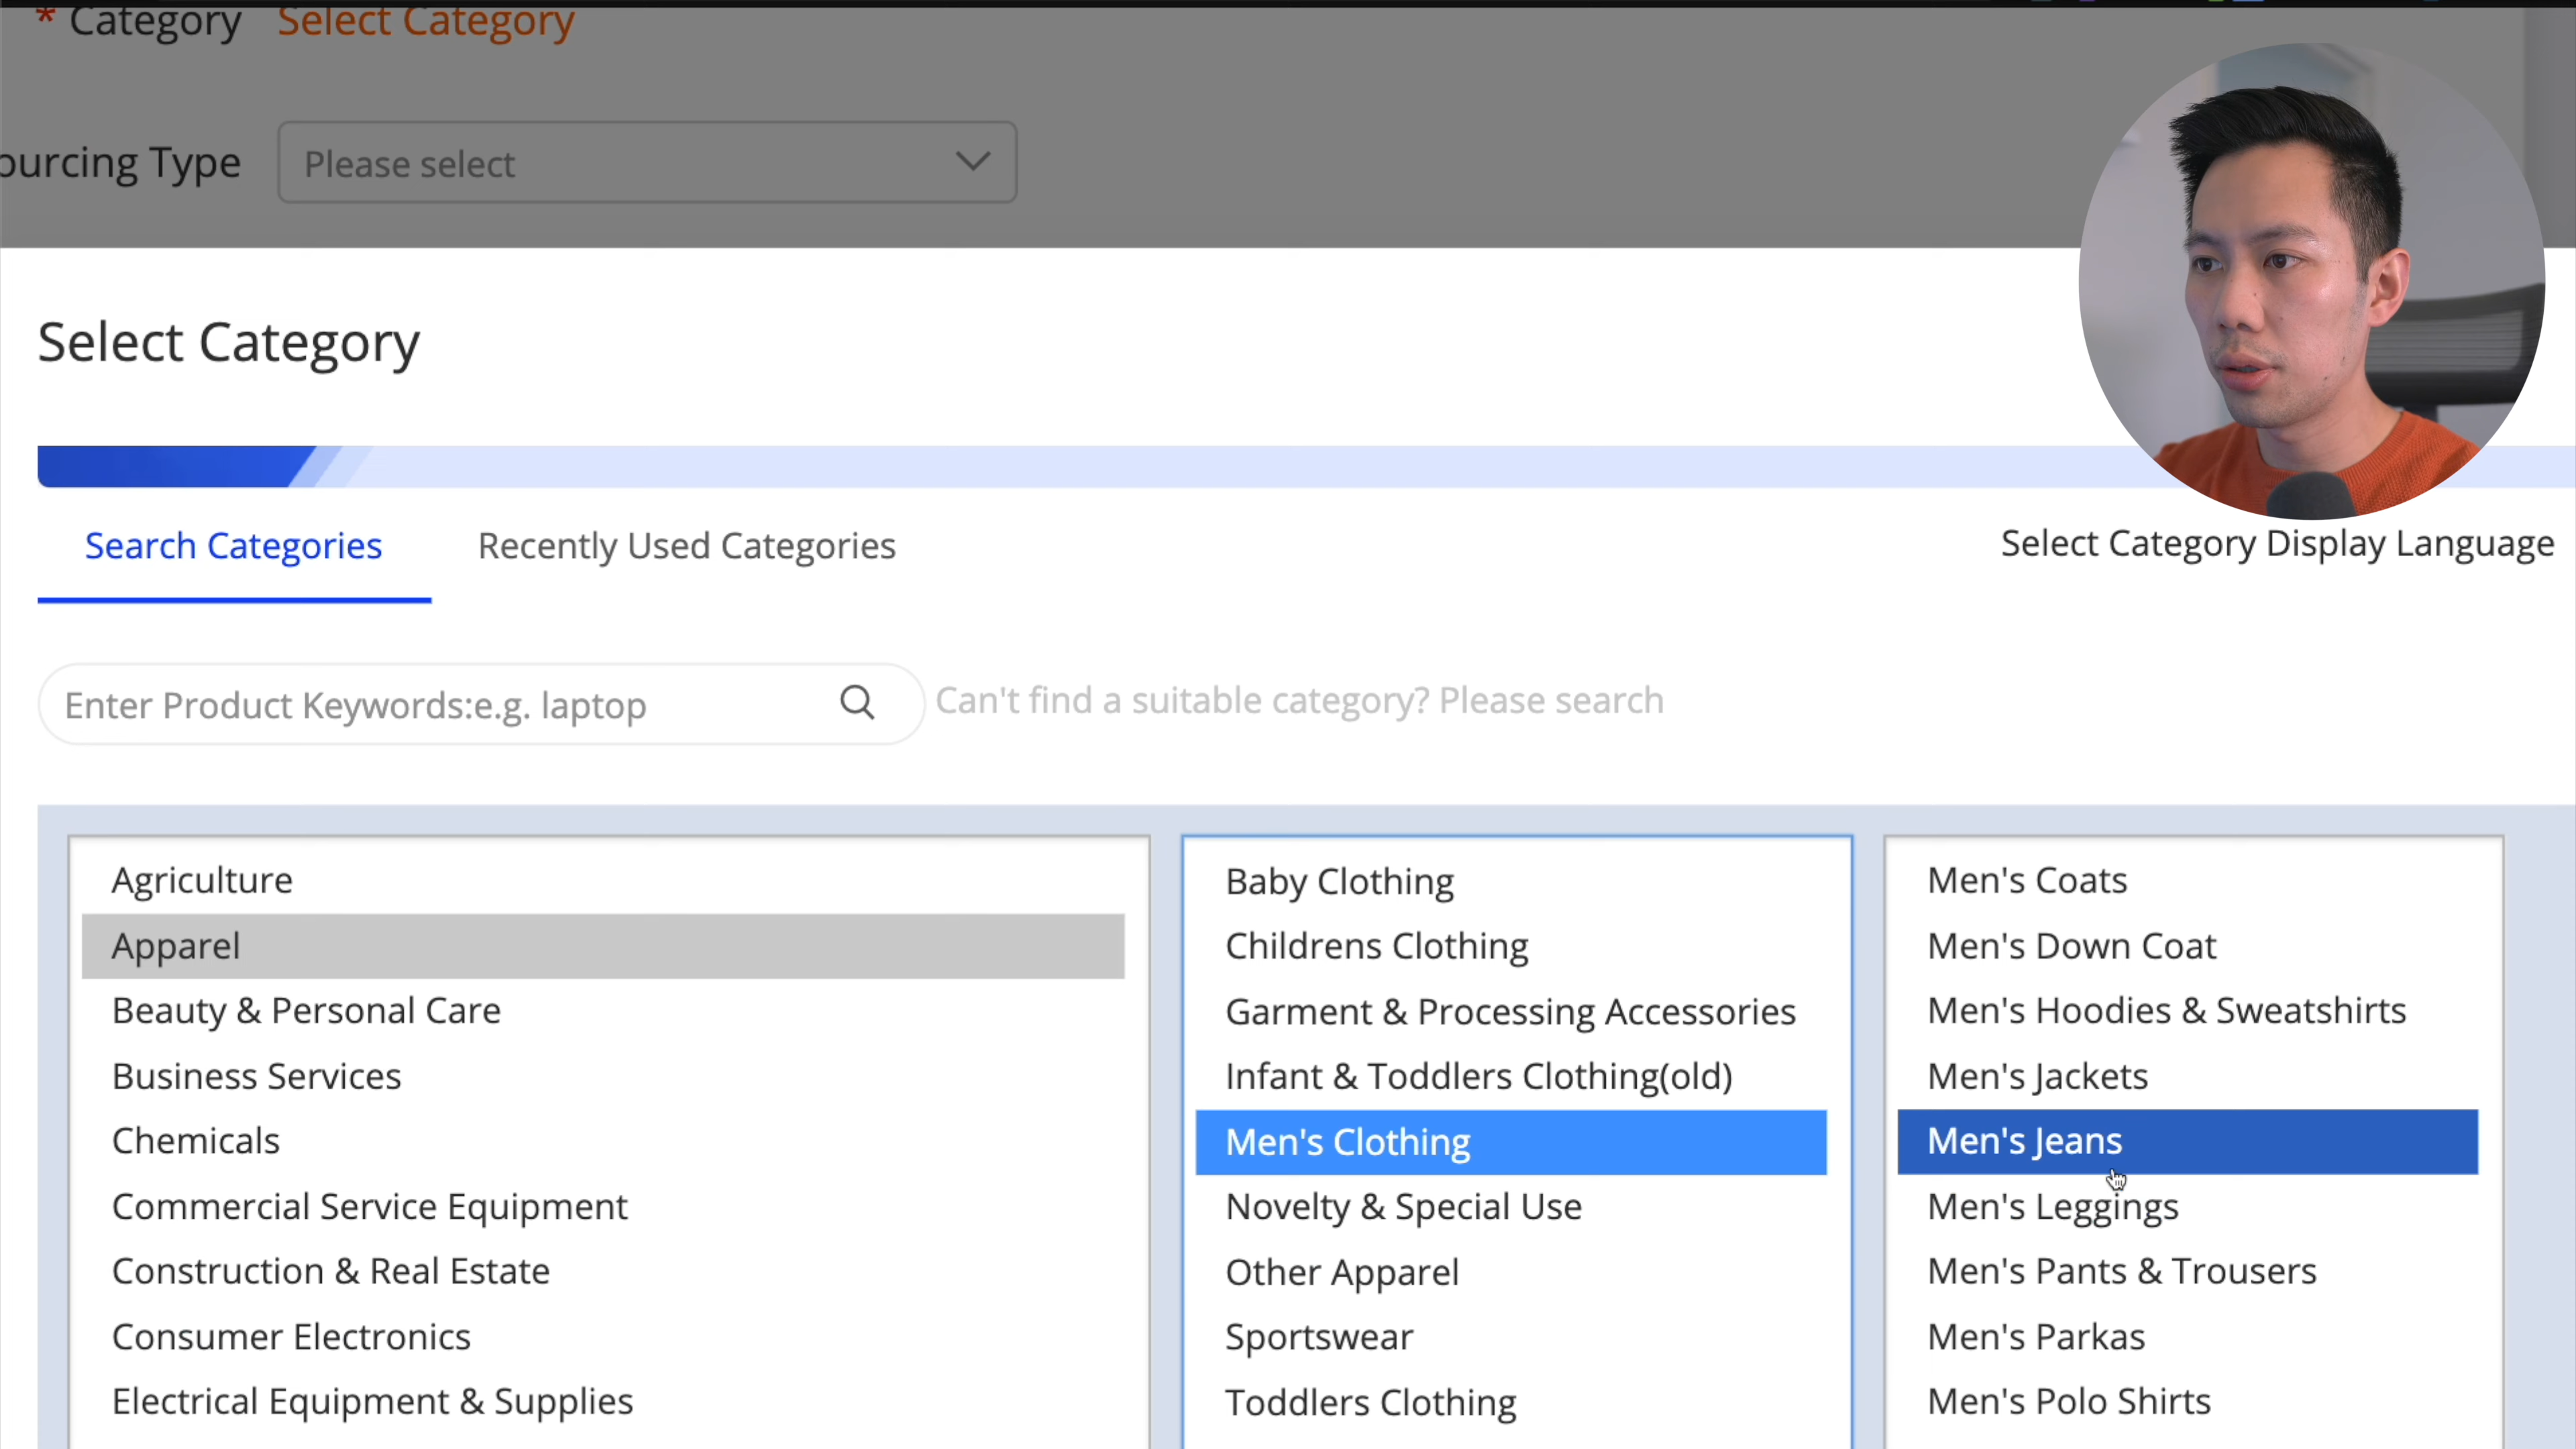 * Category Select Category
ourcing Type Please select
Select Category
Search Categories Recently Used Categories Select Category Display Language
Enter Product Keywords:e.g. laptop Can't find a suitable category? Please search
Agriculture Baby Clothing Men's Coats
Apparel Childrens Clothing Men's Down Coat
Beauty & Personal Care Garment & Processing Accessories Men's Hoodies & Sweatshirts
Business Services Infant & Toddlers Clothing(old) Men's Jackets
Chemicals Men's Clothing Men's Jeans
Commercial Service Equipment Novelty & Special Use Men's Leggings
Construction & Real Estate Other Apparel Men's Pants & Trousers
Consumer Electronics Sportswear Men's Parkas
Electrical Equipment & Supplies Toddlers Clothing Men's Polo Shirts